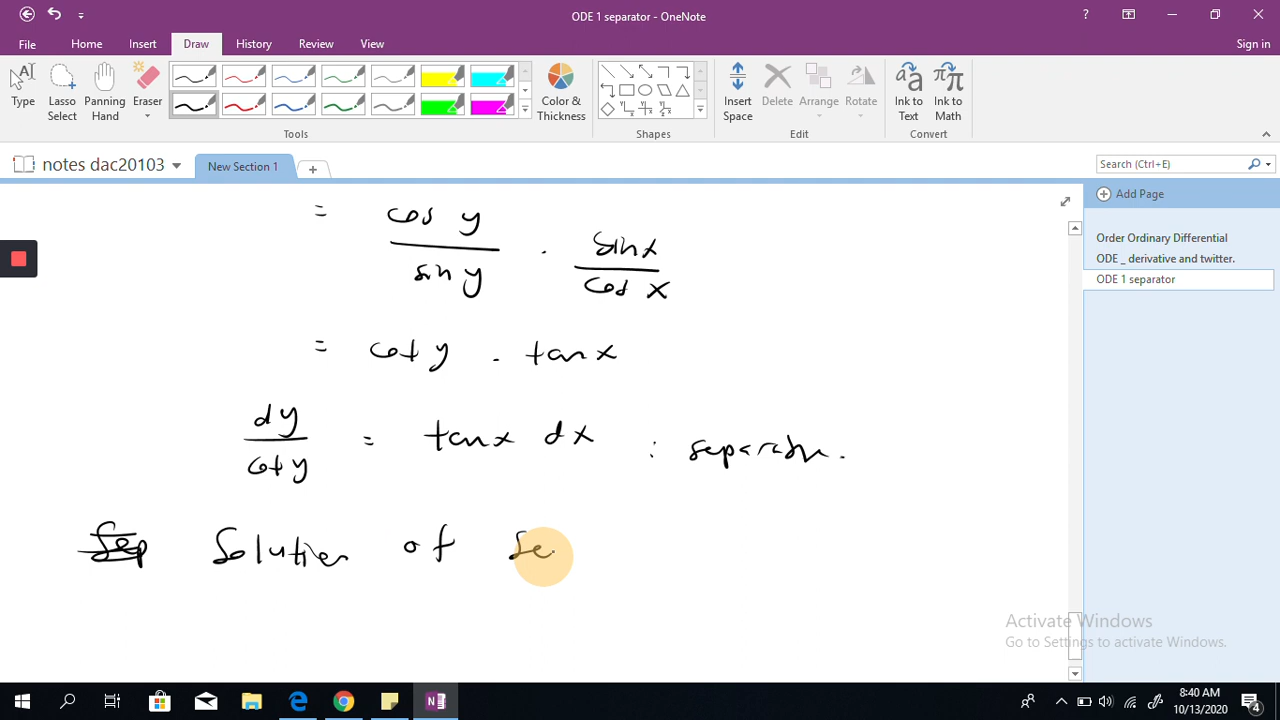 ODE 1 separator - OneNote
File Home Insert Draw History Review View
Sign in
Type
Lasso Select
Panning Hand
Eraser
Color & Thickness
Insert Space
Delete
Arrange
Rotate
Ink to Text
Ink to Math
Tools
Shapes
Edit
Convert
notes dac20103
New Section 1
Search (Ctrl+E)
Add Page
Order Ordinary Differential
ODE _ derivative and twitter.
ODE 1 separator
= cos y / sin y . sin x / cos x
= cot y . tan x
dy / cot y = tan x dx :
Sep Solution of Se
Activate Windows
Go to Settings to activate Windows.
8:40 AM
10/13/2020
4